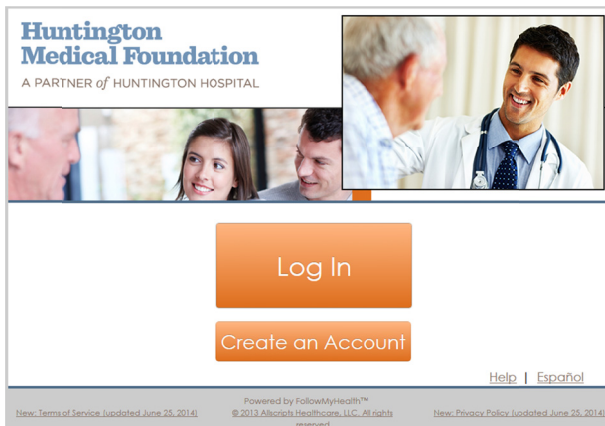 Huntington
Medical Foundation
A PARTNER of HUNTINGTON HOSPITAL
Log In
Create an Account
Help | Español
Powered by FollowMyHealth™
New: Terms of Service (updated June 25, 2014)
© 2013 Allscripts Healthcare, LLC. All rights
reserved
New: Privacy Policy (updated June 25, 2014)